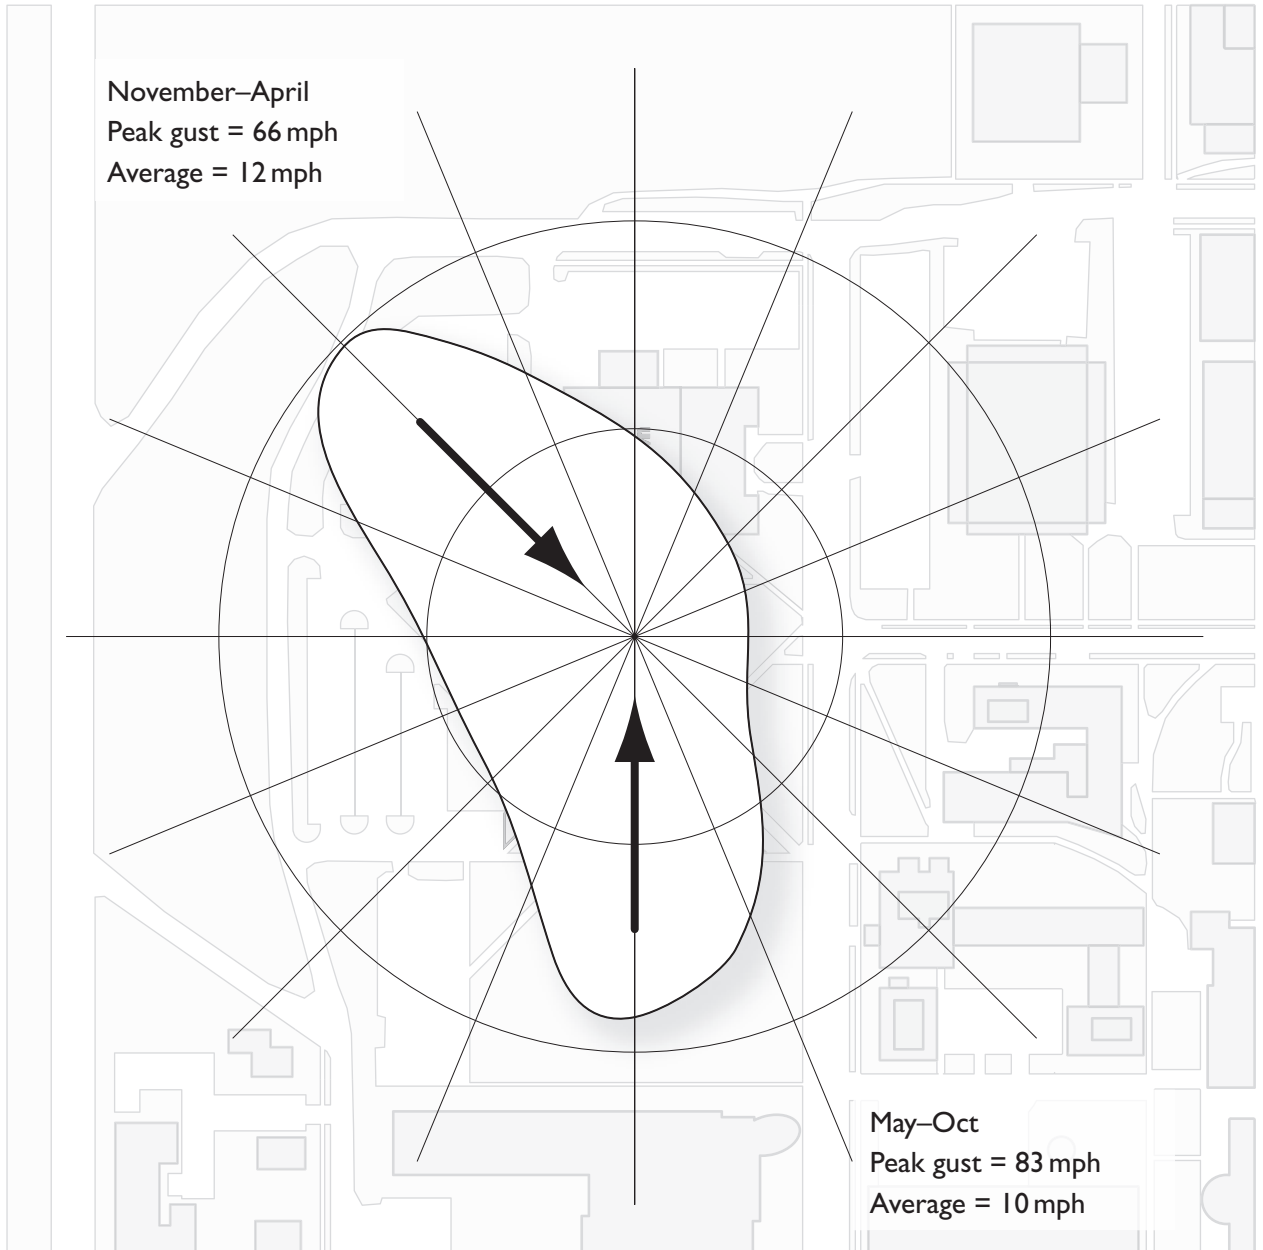 November–April
Peak gust = 66 mph
Average = 12 mph
May–Oct
Peak gust = 83 mph
Average = 10 mph